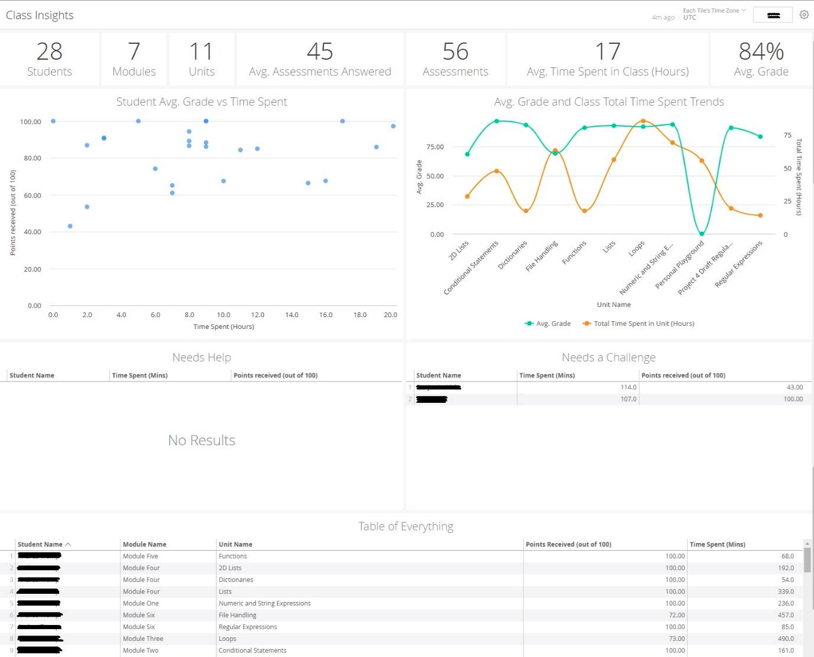 Class Insights
4m ago
Each Tile's Time Zone
UTC
28 7 11 45 56 17 84%
Students Modules Units Avg. Assessments Answered Assessments Avg. Time Spent in Class (Hours) Avg. Grade
Student Avg. Grade vs Time Spent
Points received (out of 100)
100.00
80.00
60.00
40.00
20.00
0.00
0.0 2.0 4.0 6.0 8.0 10.0 12.0 14.0 16.0 18.0 20.0
Time Spent (Hours)
Avg. Grade and Class Total Time Spent Trends
Avg. Grade
75.00
50.00
25.00
0.00
75
50
25
0
Total Time Spent (Hours)
2D Lists
Conditional Statements
Dictionaries
File Handling
Functions
Lists
Loops
Numeric and String E...
Personal Playground
Project 4 Draft Regula...
Regular Expressions
Unit Name
Avg. Grade Total Time Spent in Unit (Hours)
Needs Help
Student Name Time Spent (Mins) Points received (out of 100)
No Results
Needs a Challenge
Student Name Time Spent (Mins) Points received (out of 100)
1 114.0 43.00
2 107.0 100.00
Table of Everything
Student Name Module Name Unit Name Points Received (out of 100) Time Spent (Mins)
1 Module Five Functions 100.00 68.0
2 Module Four 2D Lists 100.00 192.0
3 Module Four Dictionaries 100.00 54.0
4 Module Four Lists 100.00 339.0
5 Module One Numeric and String Expressions 100.00 236.0
6 Module Six File Handling 72.00 457.0
7 Module Six Regular Expressions 100.00 85.0
8 Module Three Loops 73.00 490.0
9 Module Two Conditional Statements 100.00 161.0